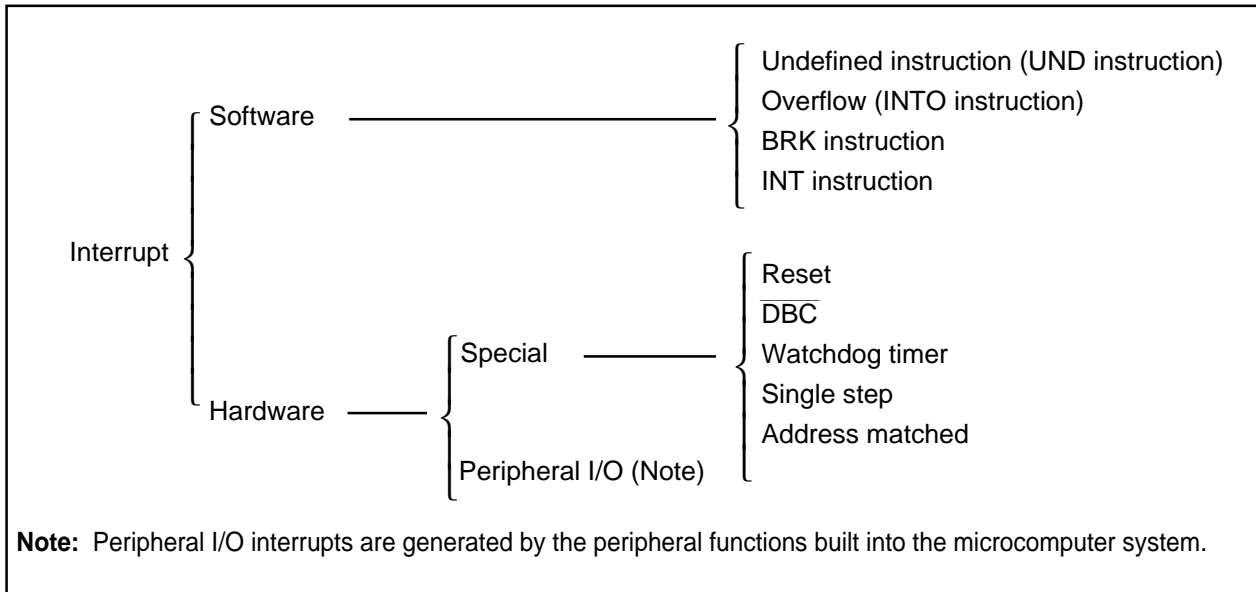 Interrupt
Software
Undefined instruction (UND instruction)
Overflow (INTO instruction)
BRK instruction
INT instruction
Hardware
Special
Reset
D̅B̅C̅
Watchdog timer
Single step
Address matched
Peripheral I/O (Note)
Note: Peripheral I/O interrupts are generated by the peripheral functions built into the microcomputer system.